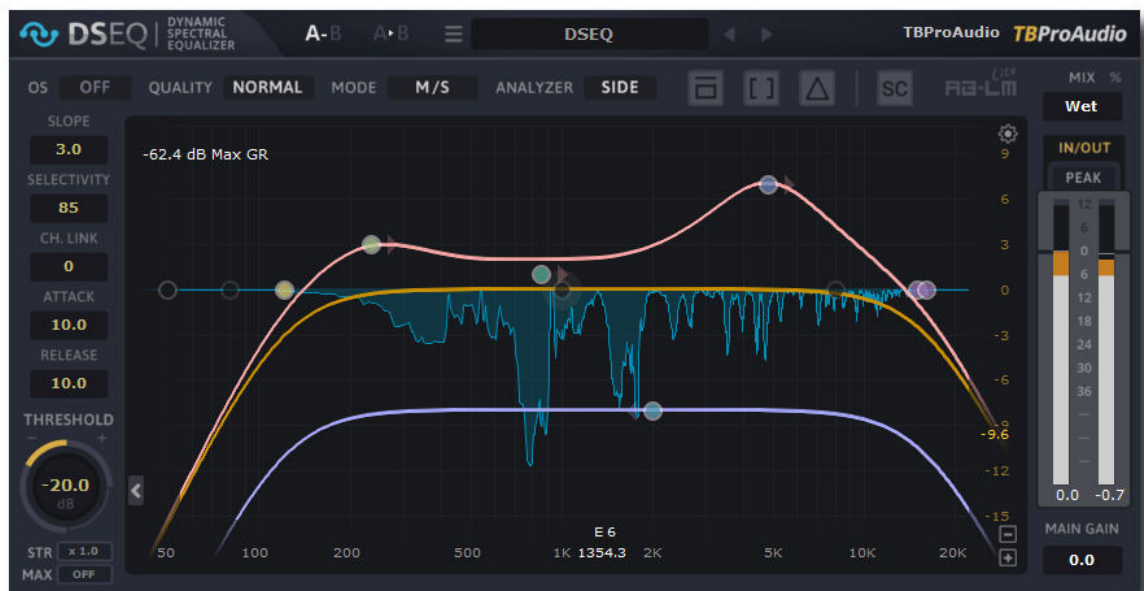 DSEQ | DYNAMIC SPECTRAL EQUALIZER
A-B A▸B DSEQ TBProAudio TBProAudio
OS OFF QUALITY NORMAL MODE M/S ANALYZER SIDE SC AB-LM Lite MIX %
Wet
SLOPE
3.0
SELECTIVITY
85
CH. LINK
0
ATTACK
10.0
RELEASE
10.0
THRESHOLD
- +
-20.0
dB
STR x 1.0
MAX OFF
-62.4 dB Max GR
9
6
3
0
-3
-6
-9
-9.6
-12
-15
E 6
50 100 200 500 1K 1354.3 2K 5K 10K 20K
IN/OUT
PEAK
12
6
0
6
12
18
24
30
36
0.0 -0.7
MAIN GAIN
0.0